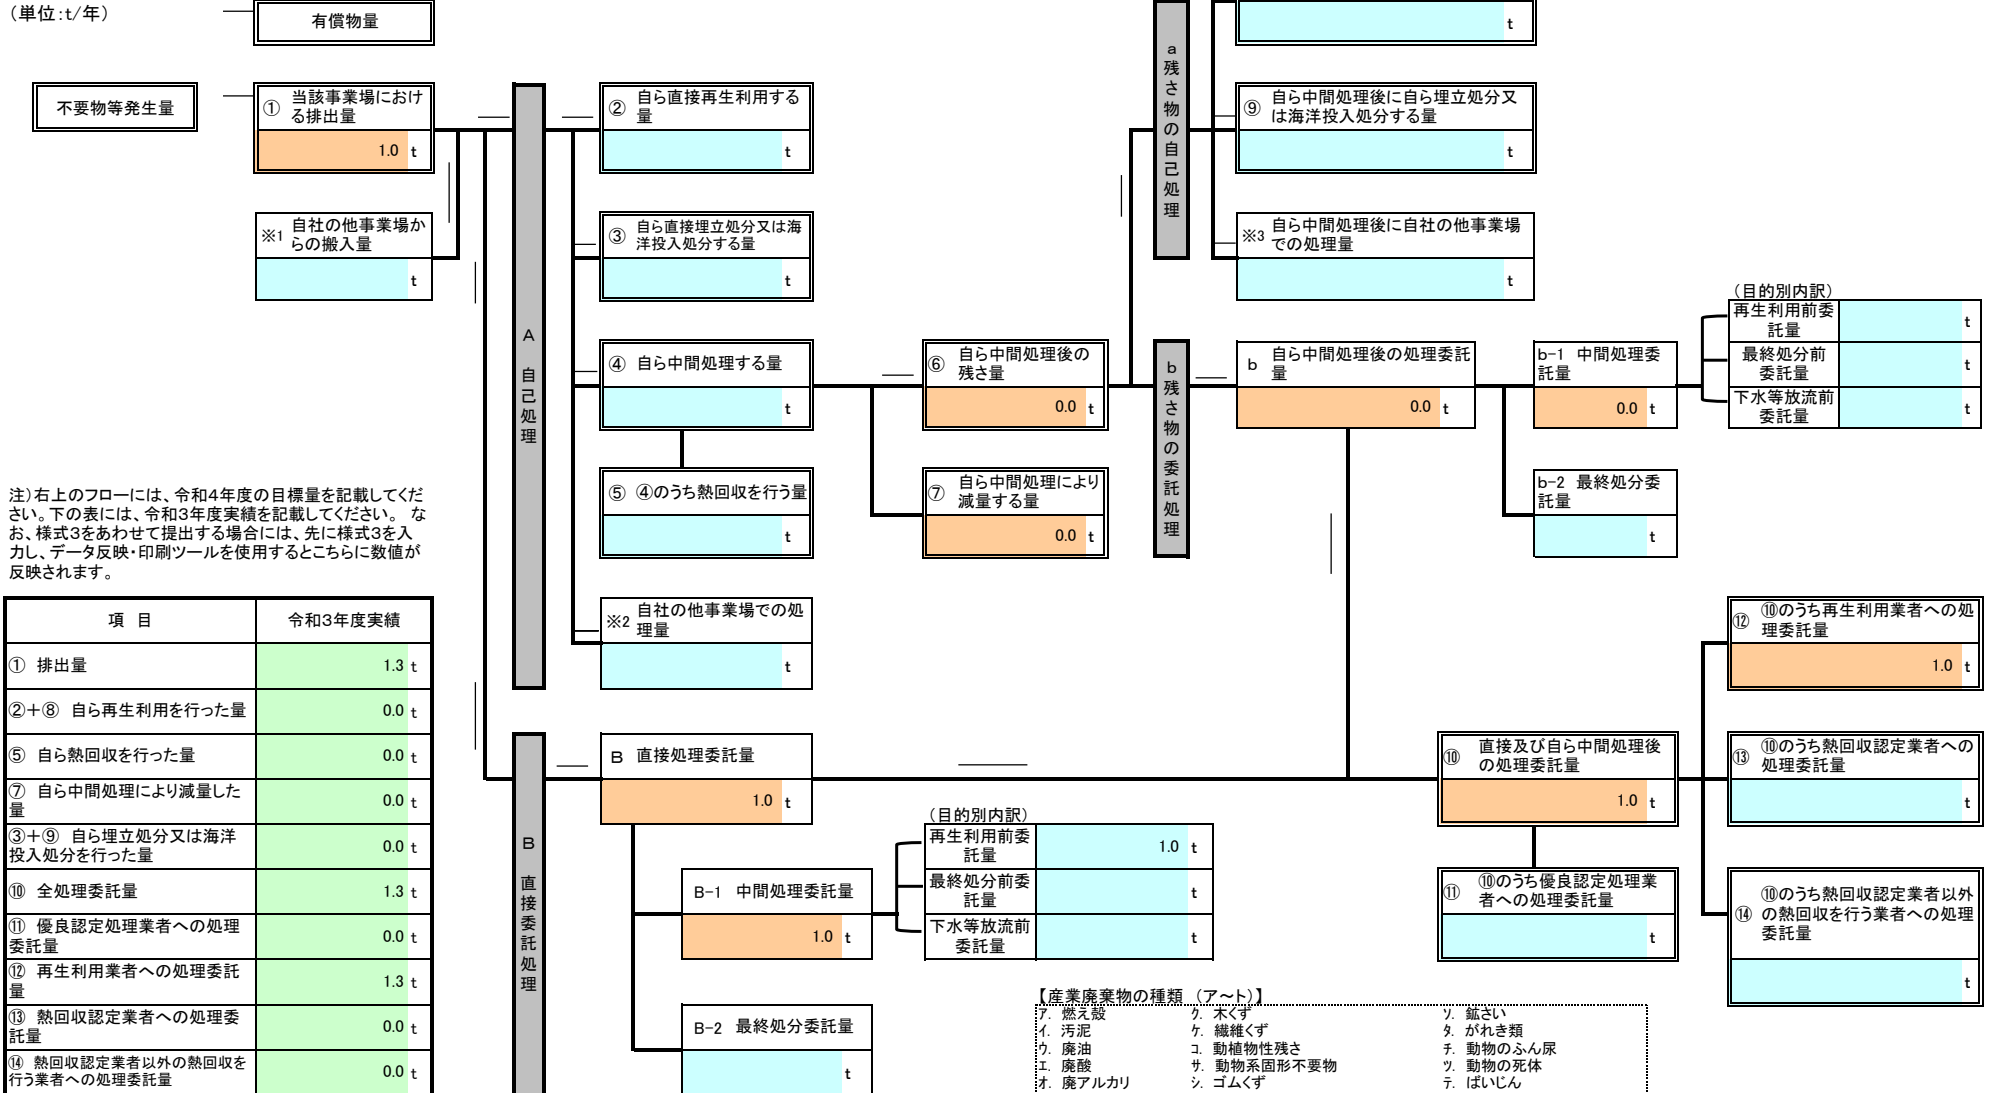 （単位：t/年）
有償物量
t
不要物等発生量
① 当該事業場におけ
る排出量
1.0 t
※1 自社の他事業場か
らの搬入量
t
A 自己処理
② 自ら直接再生利用する
量
t
③ 自ら直接埋立処分又は海
洋投入処分する量
t
④ 自ら中間処理する量
t
⑤ ④のうち熱回収を行う量
t
※2 自社の他事業場での処
理量
t
⑥ 自ら中間処理後の
残さ量
0.0 t
⑦ 自ら中間処理により
減量する量
0.0 t
a 残さ物の自己処理
⑨ 自ら中間処理後に自ら埋立処分又
は海洋投入処分する量
t
※3 自ら中間処理後に自社の他事業場
での処理量
t
b 残さ物の委託処理
b 自ら中間処理後の処理委託
量
0.0 t
b-1 中間処理委
託量
0.0 t
b-2 最終処分委
託量
t
（目的別内訳）
再生利用前委
託量
t
最終処分前
委託量
t
下水等放流前
委託量
t
注）右上のフローには、令和４年度の目標量を記載してくだ
さい。下の表には、令和３年度実績を記載してください。 な
お、様式３をあわせて提出する場合には、先に様式３を入
力し、データ反映・印刷ツールを使用するとこちらに数値が
反映されます。
項 目 令和３年度実績
① 排出量 1.3 t
②＋⑧ 自ら再生利用を行った量 0.0 t
⑤ 自ら熱回収を行った量 0.0 t
⑦ 自ら中間処理により減量した
量 0.0 t
③＋⑨ 自ら埋立処分又は海洋
投入処分を行った量 0.0 t
⑩ 全処理委託量 1.3 t
⑪ 優良認定処理業者への処理
委託量 0.0 t
⑫ 再生利用業者への処理委託
量 1.3 t
⑬ 熱回収認定業者への処理委
託量 0.0 t
⑭ 熱回収認定業者以外の熱回収を
行う業者への処理委託量 0.0 t
B 直接委託処理
B 直接処理委託量
1.0 t
B-1 中間処理委託量
1.0 t
B-2 最終処分委託量
t
（目的別内訳）
再生利用前委
託量
1.0 t
最終処分前委
託量
t
下水等放流前
委託量
t
⑩ 直接及び自ら中間処理後
の処理委託量
1.0 t
⑪ ⑩のうち優良認定処理業
者への処理委託量
t
⑫ ⑩のうち再生利用業者への処
理委託量
1.0 t
⑬ ⑩のうち熱回収認定業者への
処理委託量
t
⑭ ⑩のうち熱回収認定業者以外
の熱回収を行う業者への処理
委託量
t
【産業廃棄物の種類 （ア～ト）】
ア. 燃え殻 ク. 木くず ソ. 鉱さい
イ. 汚泥 ケ. 繊維くず タ. がれき類
ウ. 廃油 コ. 動植物性残さ チ. 動物のふん尿
エ. 廃酸 サ. 動物系固形不要物 ツ. 動物の死体
オ. 廃アルカリ シ. ゴムくず テ. ばいじん